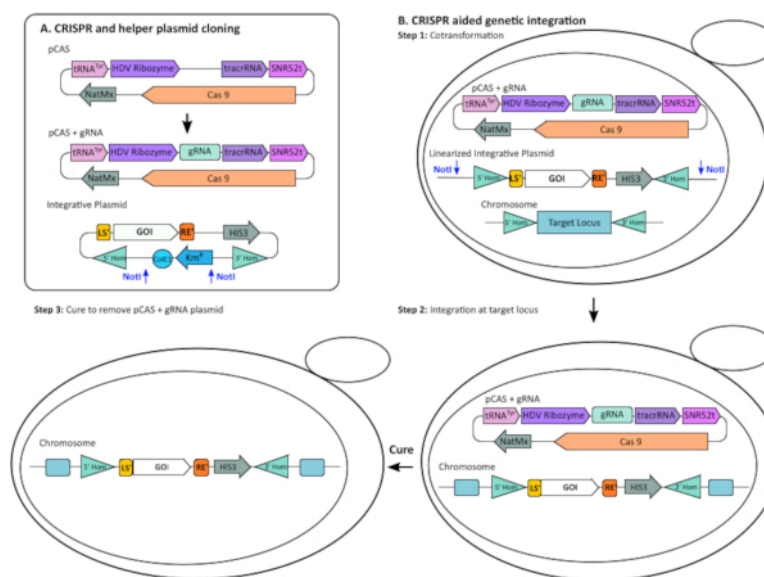 A. CRISPR and helper plasmid cloning
pCAS
tRNAᵀʸʳ HDV Ribozyme tracrRNA SNR52t
NatMx Cas 9
pCAS + gRNA
tRNAᵀʸʳ HDV Ribozyme gRNA tracrRNA SNR52t
NatMx Cas 9
Integrative Plasmid
LS' GOI RE' HIS3
5' Hom ColE1 Kmᴿ 3' Hom
NotI NotI
B. CRISPR aided genetic integration
Step 1: Cotransformation
pCAS + gRNA
tRNAᵀʸʳ HDV Ribozyme gRNA tracrRNA SNR52t
NatMx Cas 9
Linearized Integrative Plasmid
NotI 5' Hom LS' GOI RE' HIS3 3' Hom NotI
Chromosome
5' Hom Target Locus 3' Hom
Step 2: Integration at target locus
pCAS + gRNA
tRNAᵀʸʳ HDV Ribozyme gRNA tracrRNA SNR52t
NatMx Cas 9
Chromosome
5' Hom LS' GOI RE' HIS3 3' Hom
Cure
Step 3: Cure to remove pCAS + gRNA plasmid
Chromosome
5' Hom LS' GOI RE' HIS3 3' Hom